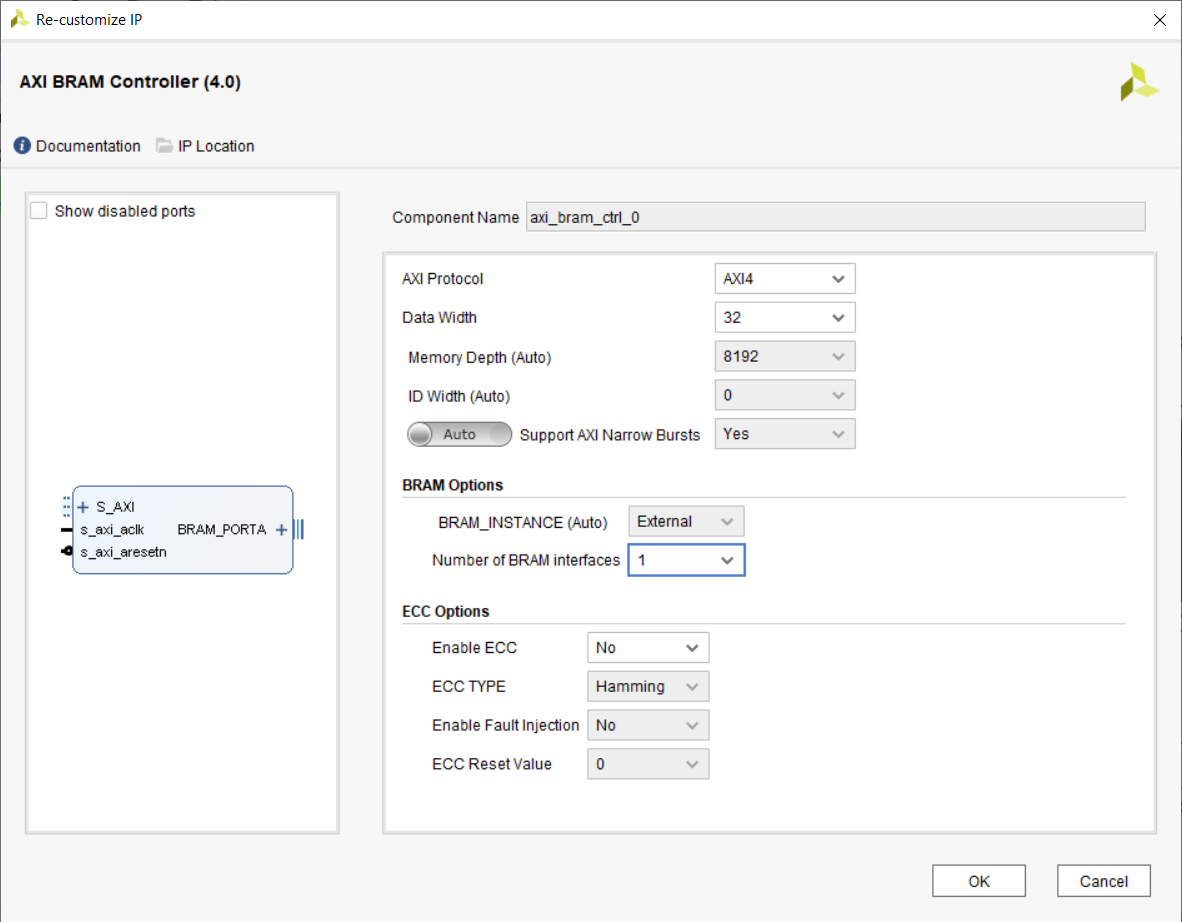 Re-customize IP
AXI BRAM Controller (4.0)
Documentation IP Location
Show disabled ports
S_AXI
s_axi_aclk BRAM_PORTA
s_axi_aresetn
Component Name axi_bram_ctrl_0
AXI Protocol AXI4
Data Width 32
Memory Depth (Auto) 8192
ID Width (Auto) 0
Auto Support AXI Narrow Bursts Yes
BRAM Options
BRAM_INSTANCE (Auto) External
Number of BRAM interfaces 1
ECC Options
Enable ECC No
ECC TYPE Hamming
Enable Fault Injection No
ECC Reset Value 0
OK Cancel